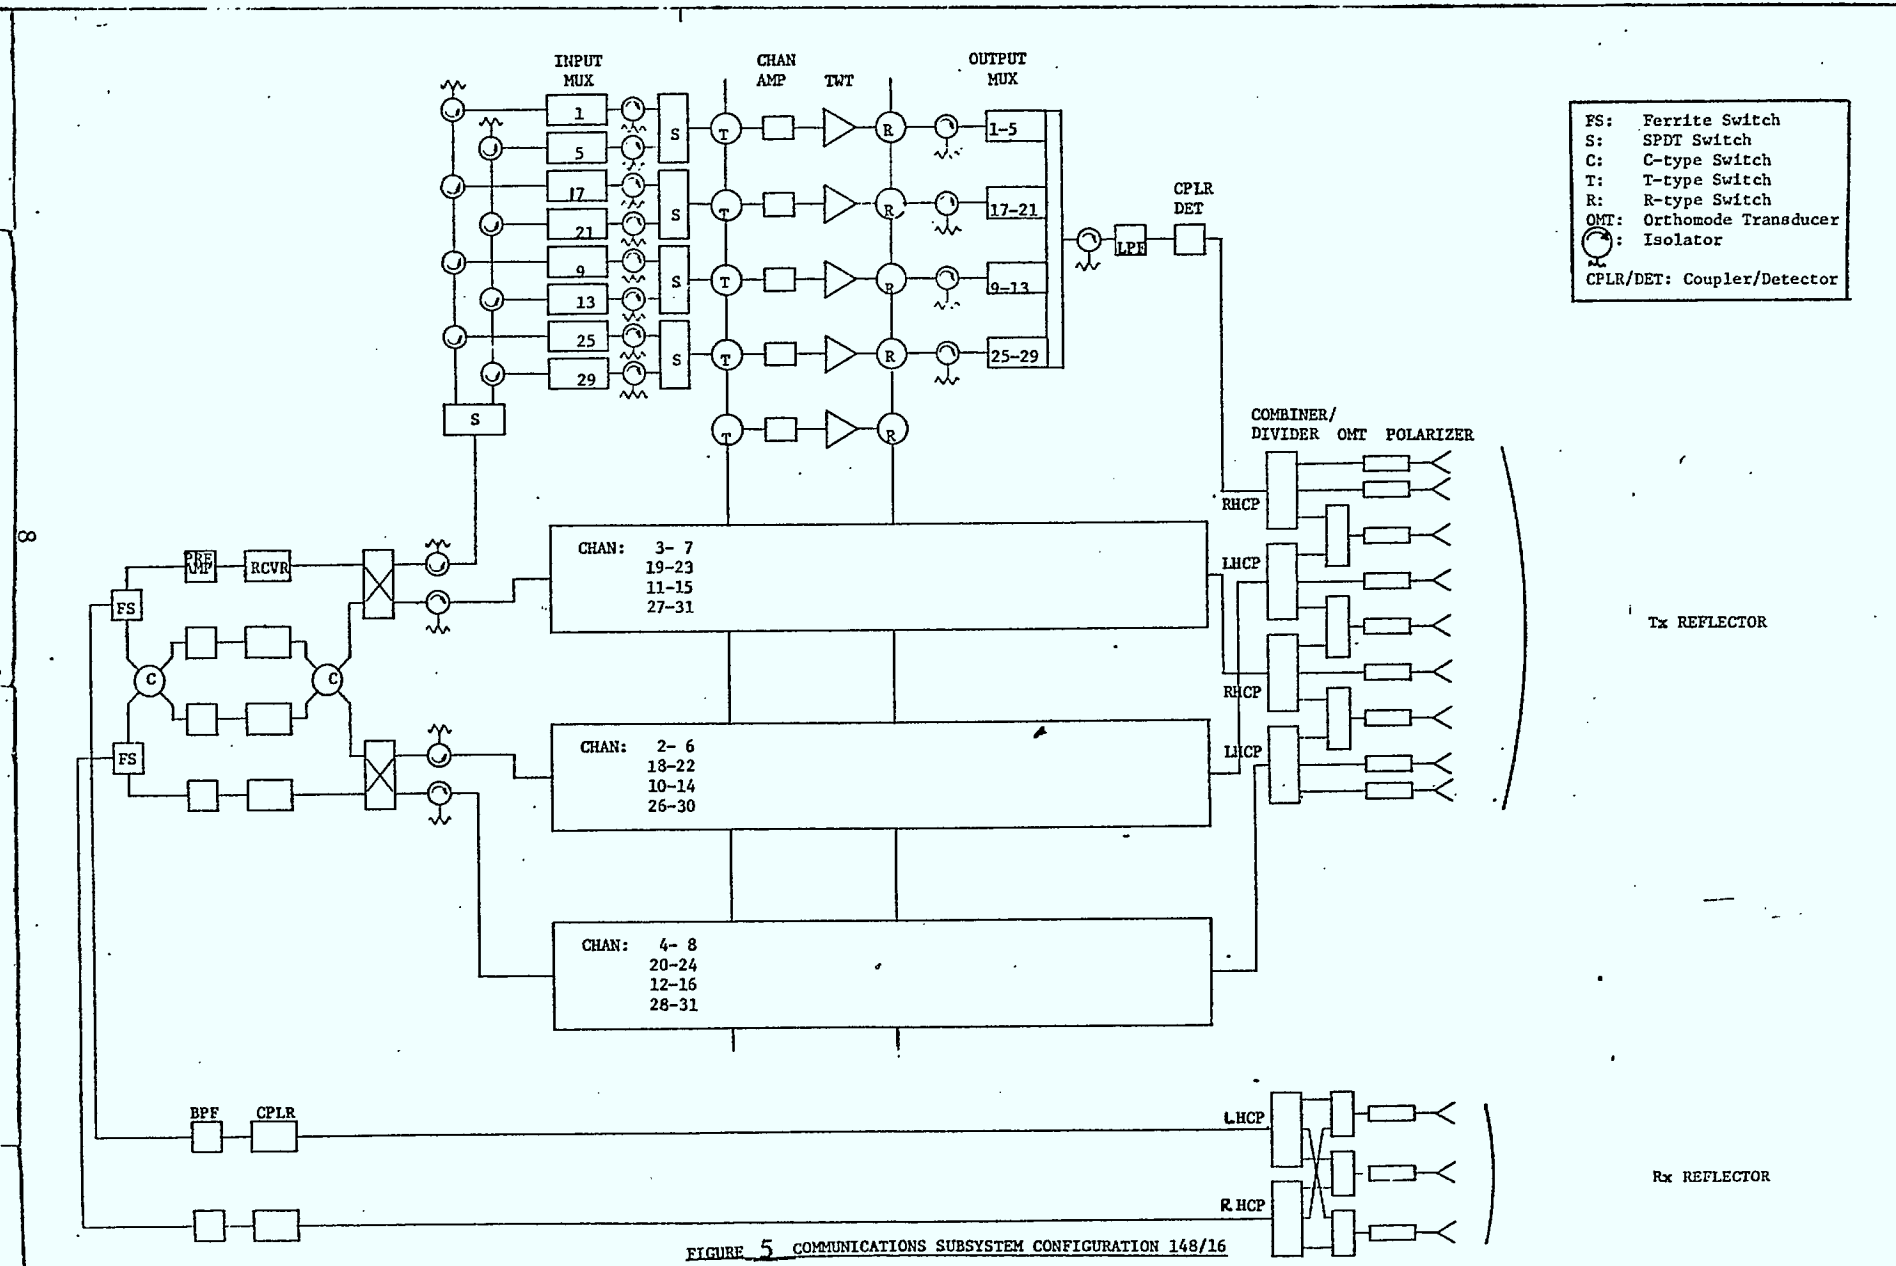 INPUT
MUX
CHAN
AMP
TWT
OUTPUT
MUX
1
5
17
21
9
13
25
29
S
S
S
S
S
T
T
T
T
T
R
R
R
R
R
1-5
17-21
9-13
25-29
LPF
CPLR
DET
FS: Ferrite Switch
S: SPDT Switch
C: C-type Switch
T: T-type Switch
R: R-type Switch
OMT: Orthomode Transducer
: Isolator
CPLR/DET: Coupler/Detector
COMBINER/
DIVIDER OMT POLARIZER
RHCP
LHCP
RHCP
LHCP
Tx REFLECTOR
8
PRE
AMP
RCVR
FS
C
C
FS
CHAN: 3- 7
19-23
11-15
27-31
CHAN: 2- 6
18-22
10-14
26-30
CHAN: 4- 8
20-24
12-16
28-31
BPF
CPLR
LHCP
RHCP
Rx REFLECTOR
FIGURE 5 COMMUNICATIONS SUBSYSTEM CONFIGURATION 148/16